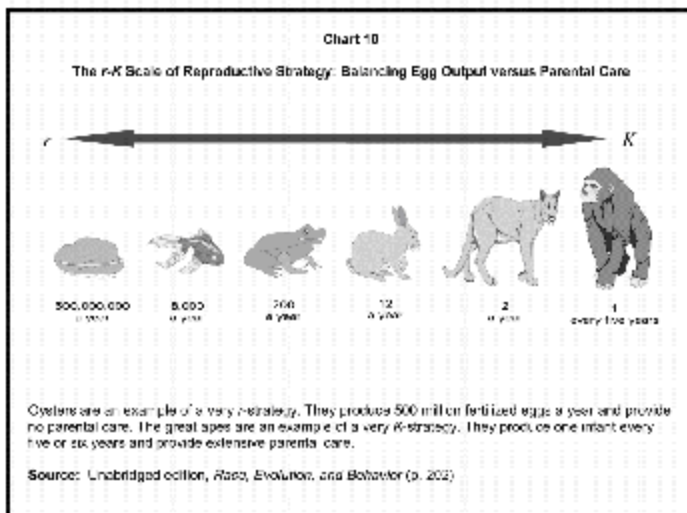 Chart 10
The r-K Scale of Reproductive Strategy: Balancing Egg Output versus Parental Care
r K
500,000,000 8,000 200 12 2 1
a year a year a year a year a year every five years
Oysters are an example of a very r-strategy. They produce 500 million fertilized eggs a year and provide
no parental care. The great apes are an example of a very K-strategy. They produce one infant every
five or six years and provide extensive parental care.
Source: Unabridged edition, Race, Evolution, and Behavior (p. 202)